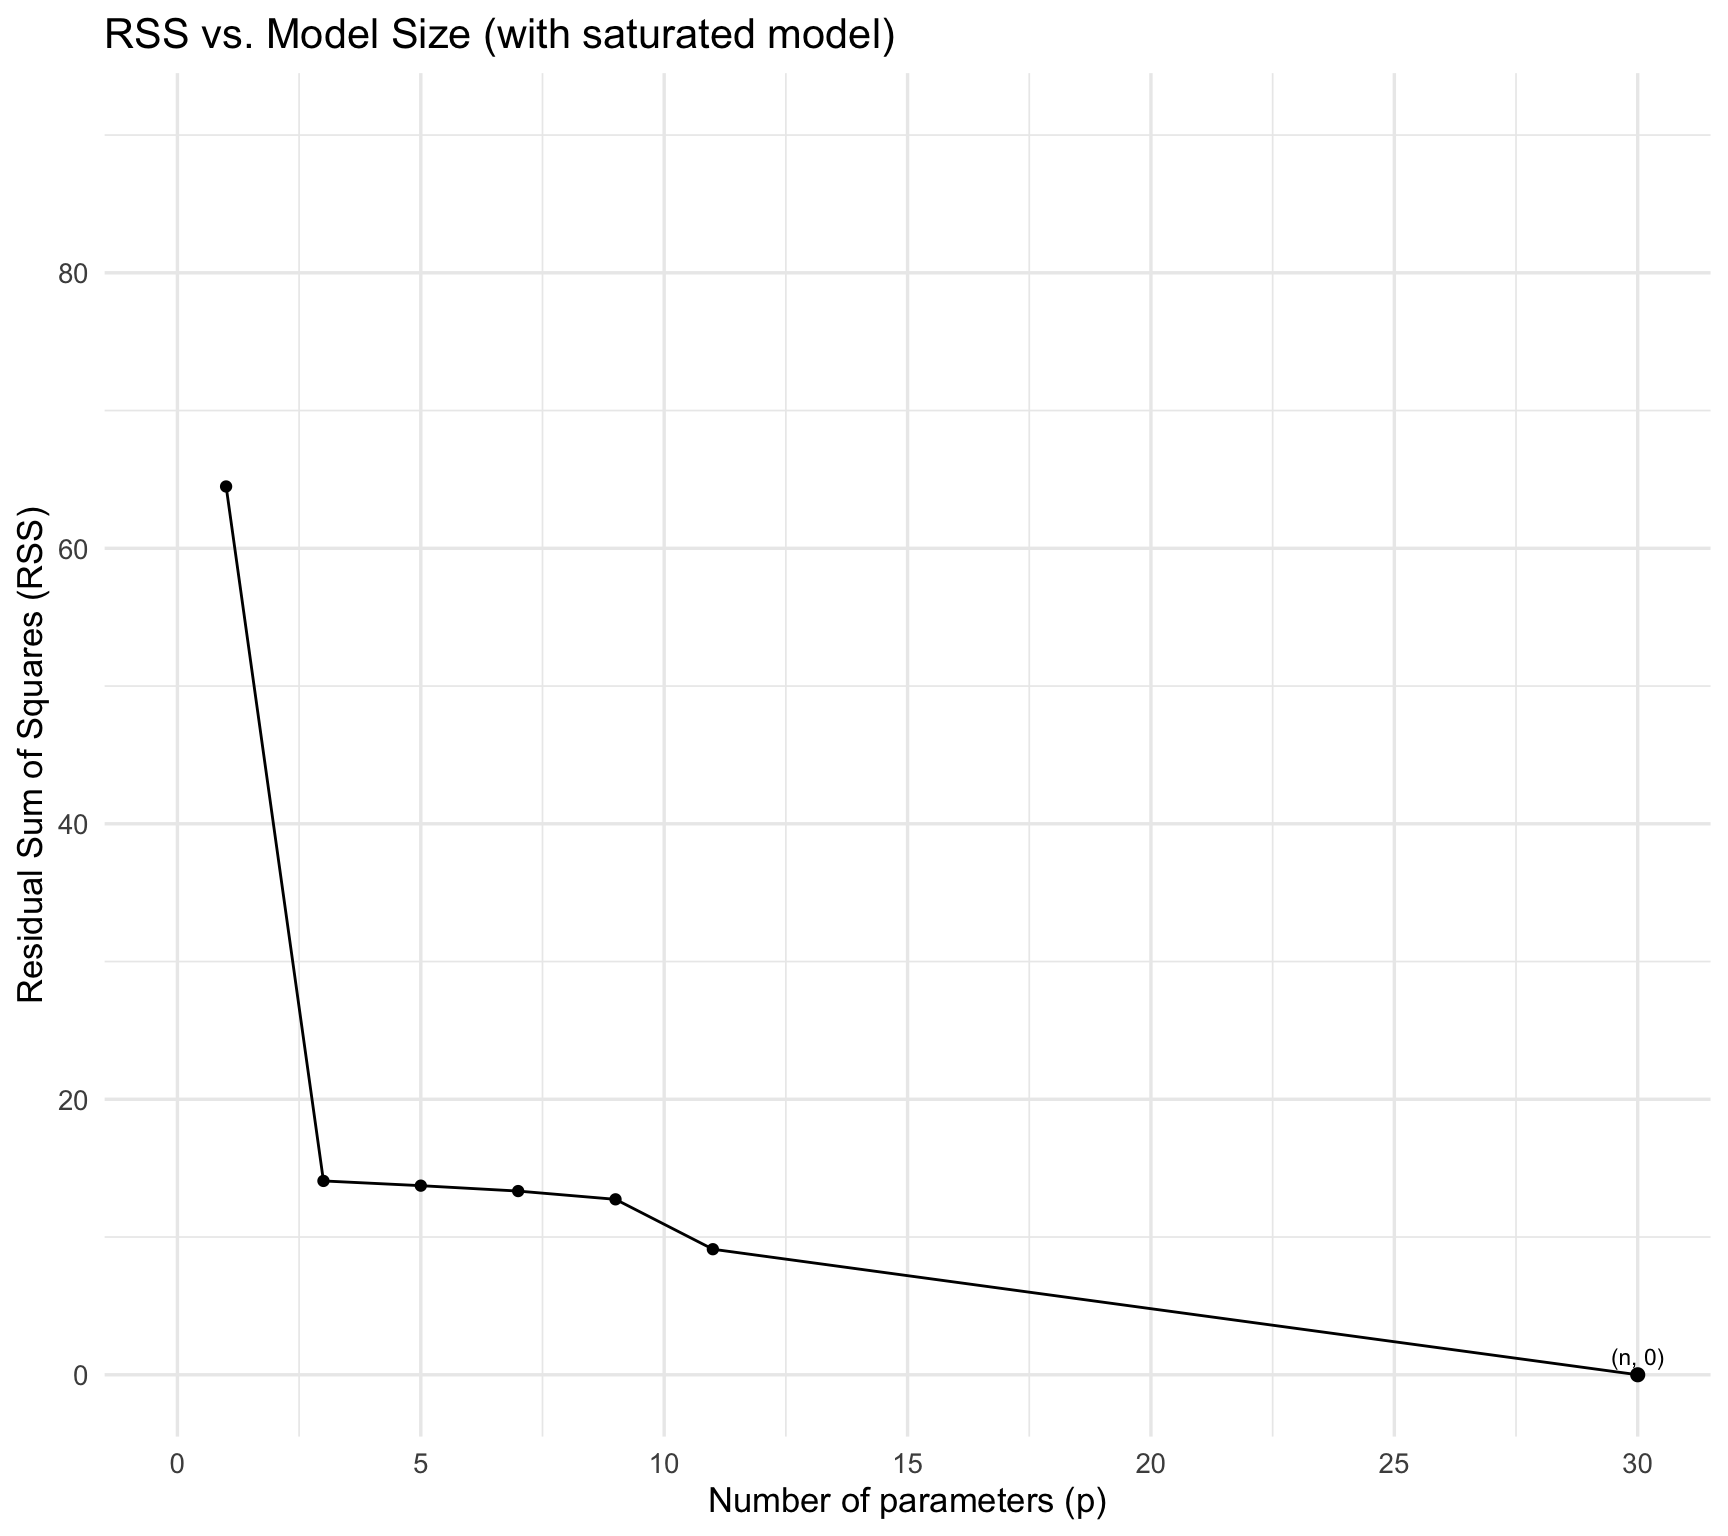 RSS vs. Model Size (with saturated model)
Residual Sum of Squares (RSS)
80
60
40
20
0
(n, 0)
0 5 10 15 20 25 30
Number of parameters (p)